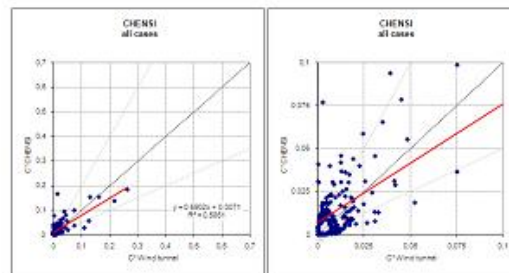 CHENSI
all cases
0,7
0,6
0,5
0,4
0,3
0,2
0,1
0
C* CHENSI
0 0,1 0,2 0,3 0,4 0,5 0,6 0,7
C* Wind tunnel
CHENSI
all cases
0,1
0,075
0,05
0,025
0
C* CHENSI
0 0,025 0,05 0,075 0,1
C* Wind tunnel